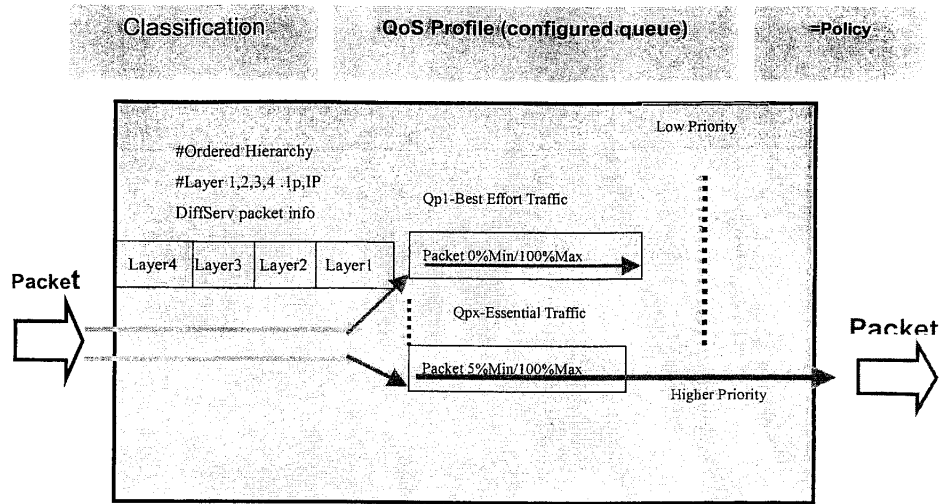 Classification
QoS Profile (configured queue)
=Policy
Low Priority
#Ordered Hierarchy
#Layer 1,2,3,4 .1p,IP
DiffServ packet info
Qp1-Best Effort Traffic
Layer4 Layer3 Layer2 Layer1
Packet 0%Min/100%Max
Packet
Qpx-Essential Traffic
Packet
Packet 5%Min/100%Max
Higher Priority